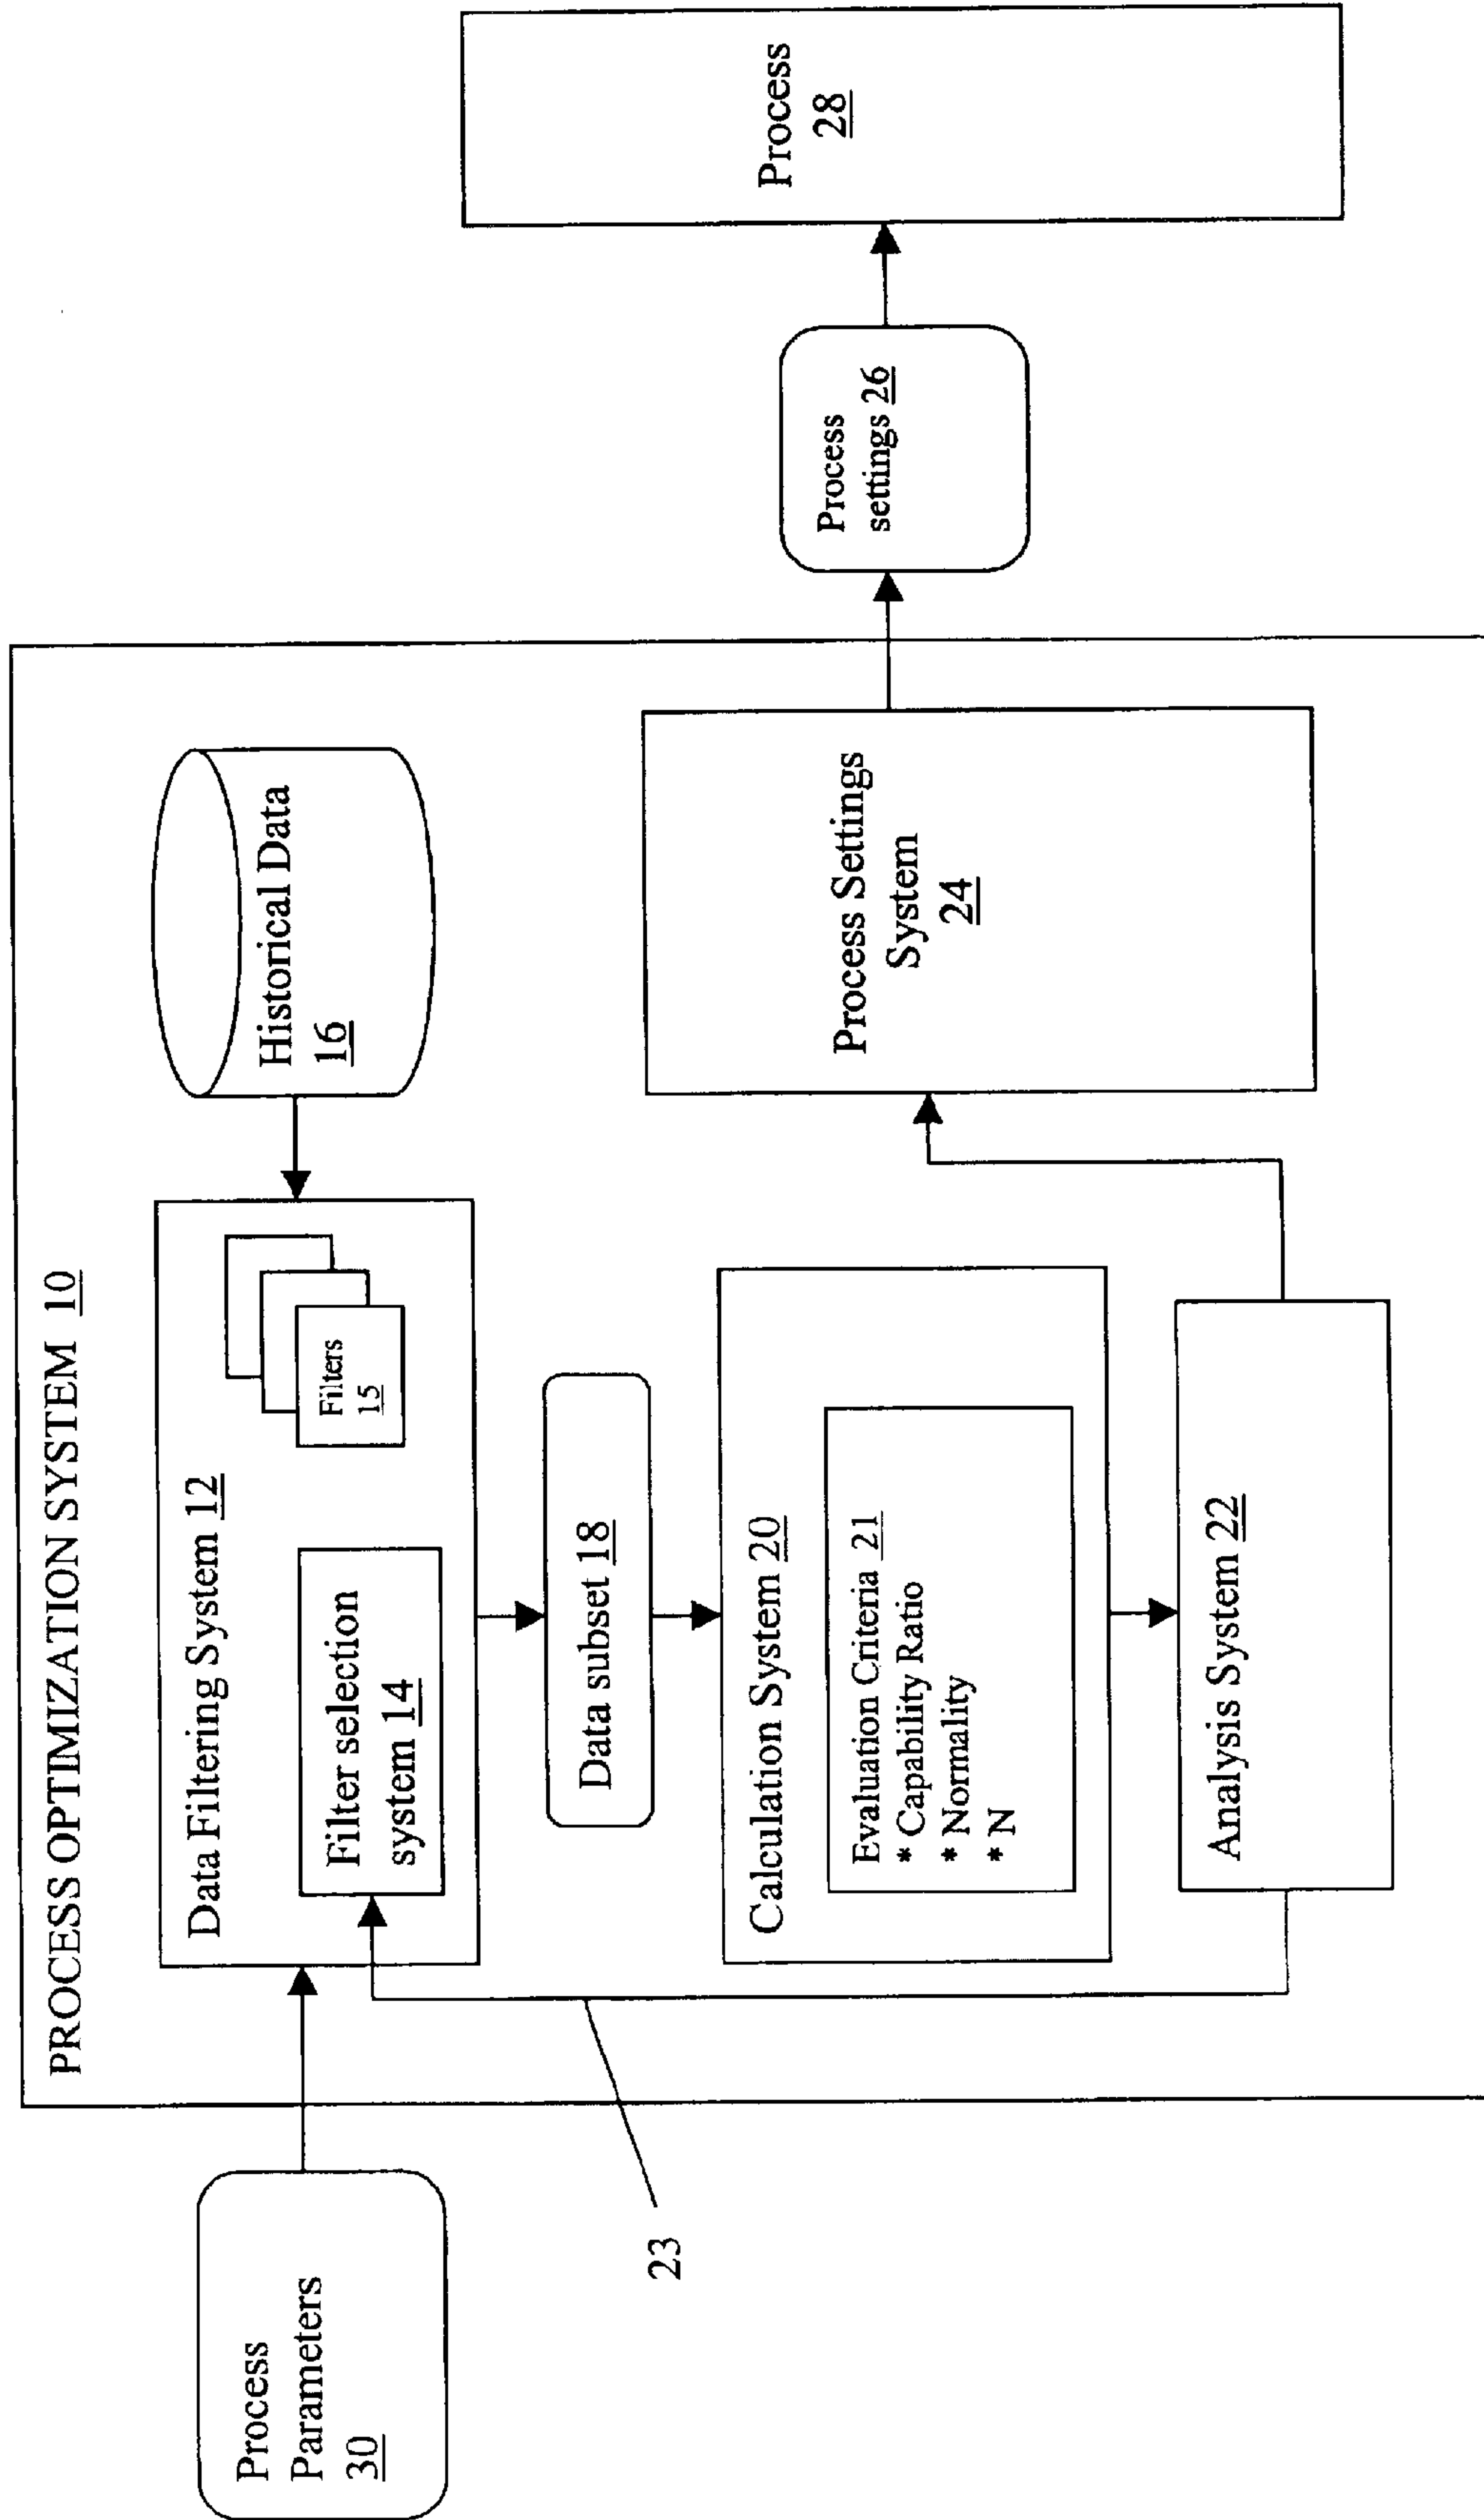 PROCESS OPTIMIZATION SYSTEM 10
Process
Parameters
30
Data Filtering System 12
Filter selection
system 14
Filters
15
Historical Data
16
Data subset 18
23
Calculation System 20
Evaluation Criteria 21
* Capability Ratio
* Normality
* N
Analysis System 22
Process Settings
System
24
Process
settings 26
Process
28